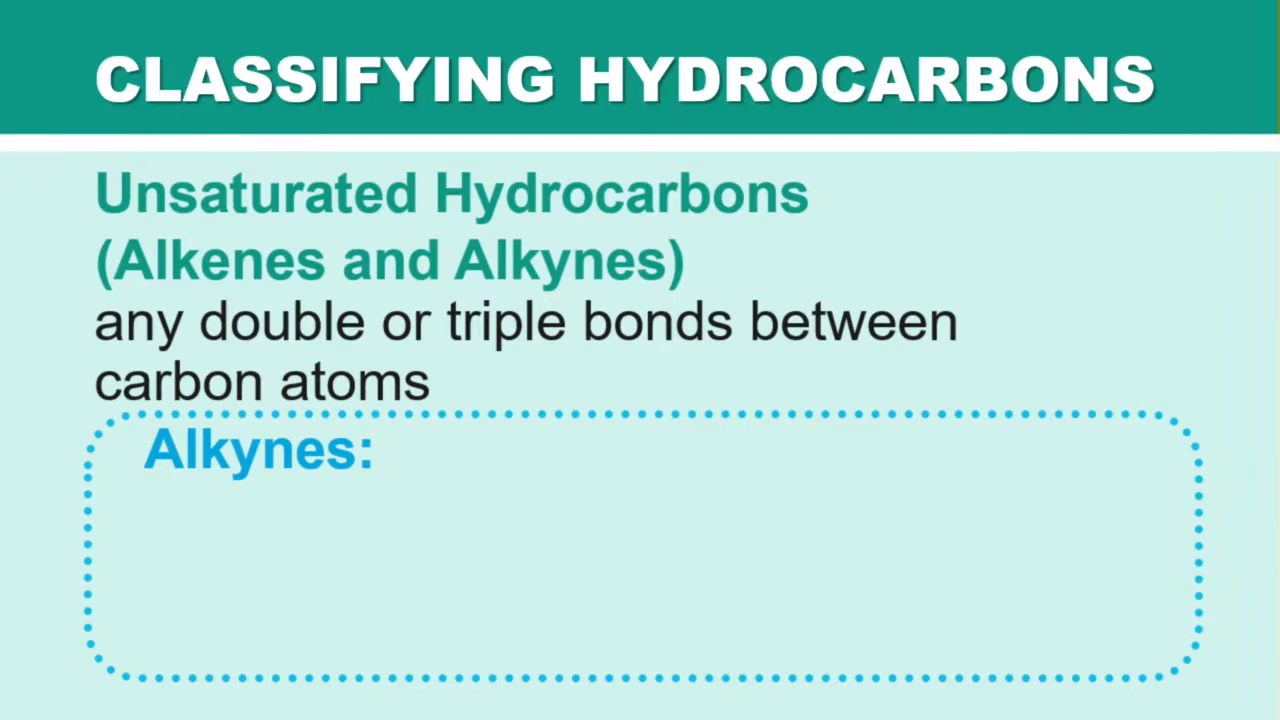 CLASSIFYING HYDROCARBONS
Unsaturated Hydrocarbons
(Alkenes and Alkynes)
any double or triple bonds between
carbon atoms
Alkynes: